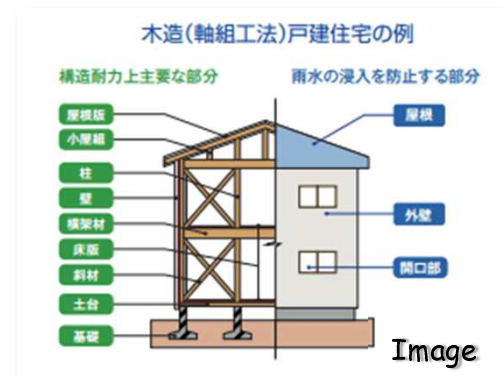 木造(軸組工法)戸建住宅の例
構造耐力上主要な部分
雨水の浸入を防止する部分
屋根版
小屋組
柱
壁
横架材
床版
斜材
土台
基礎
屋根
外壁
開口部
Image